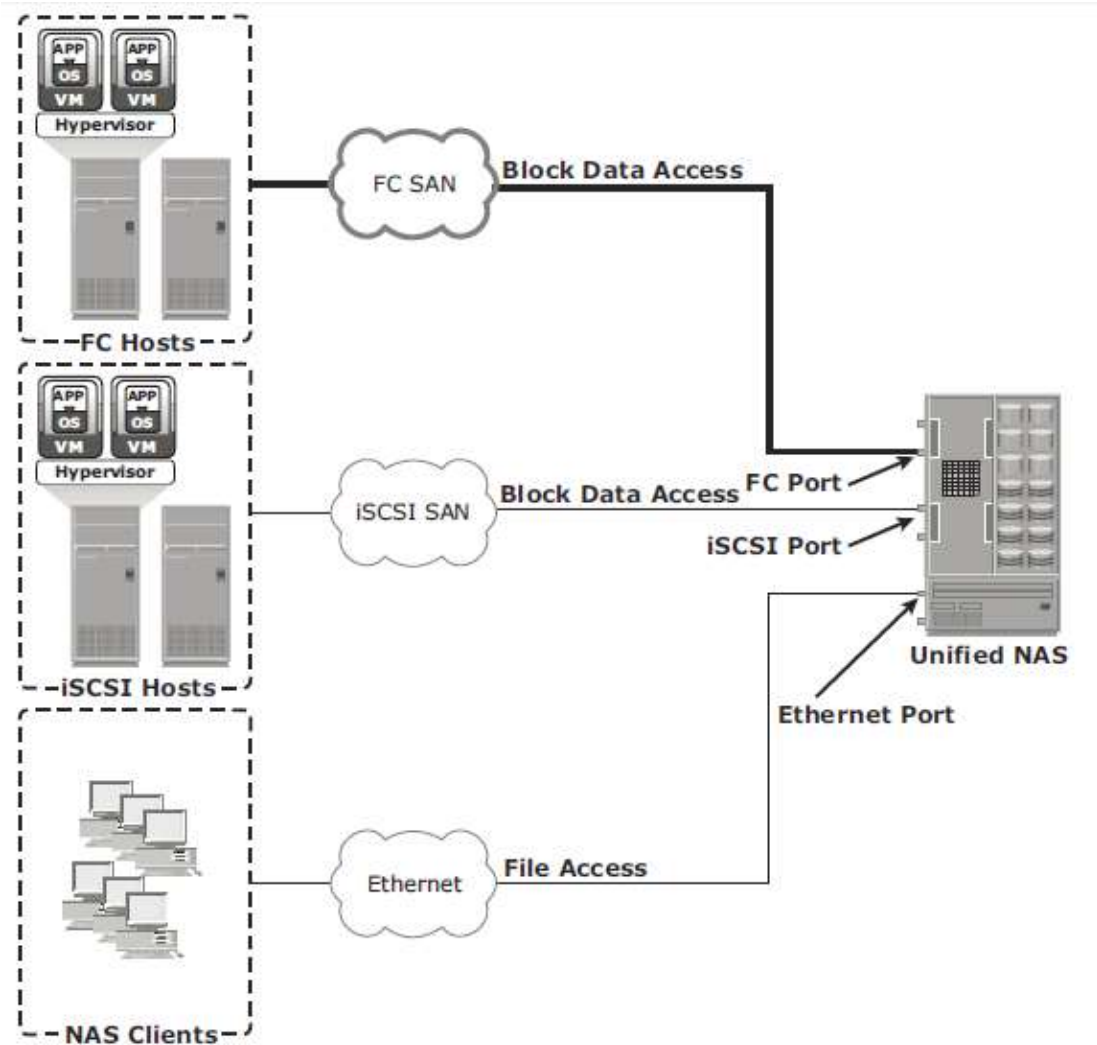 APP APP
OS OS
VM VM
Hypervisor
FC SAN
Block Data Access
FC Hosts
APP APP
OS OS
VM VM
Hypervisor
iSCSI SAN
Block Data Access
FC Port
iSCSI Port
iSCSI Hosts
Unified NAS
Ethernet Port
Ethernet
File Access
NAS Clients